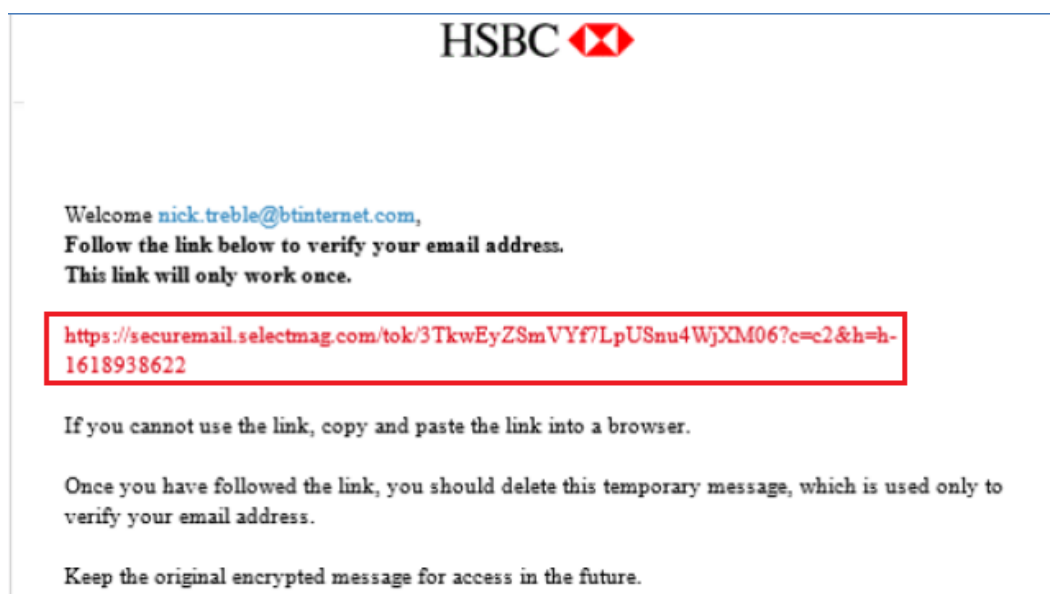 HSBC
Welcome nick.treble@btinternet.com,
Follow the link below to verify your email address.
This link will only work once.
https://securemail.selectmag.com/tok/3TkwEyZSmVYf7LpUSnu4WjXM06?c=c2&h=h-
1618938622
If you cannot use the link, copy and paste the link into a browser.
Once you have followed the link, you should delete this temporary message, which is used only to
verify your email address.
Keep the original encrypted message for access in the future.